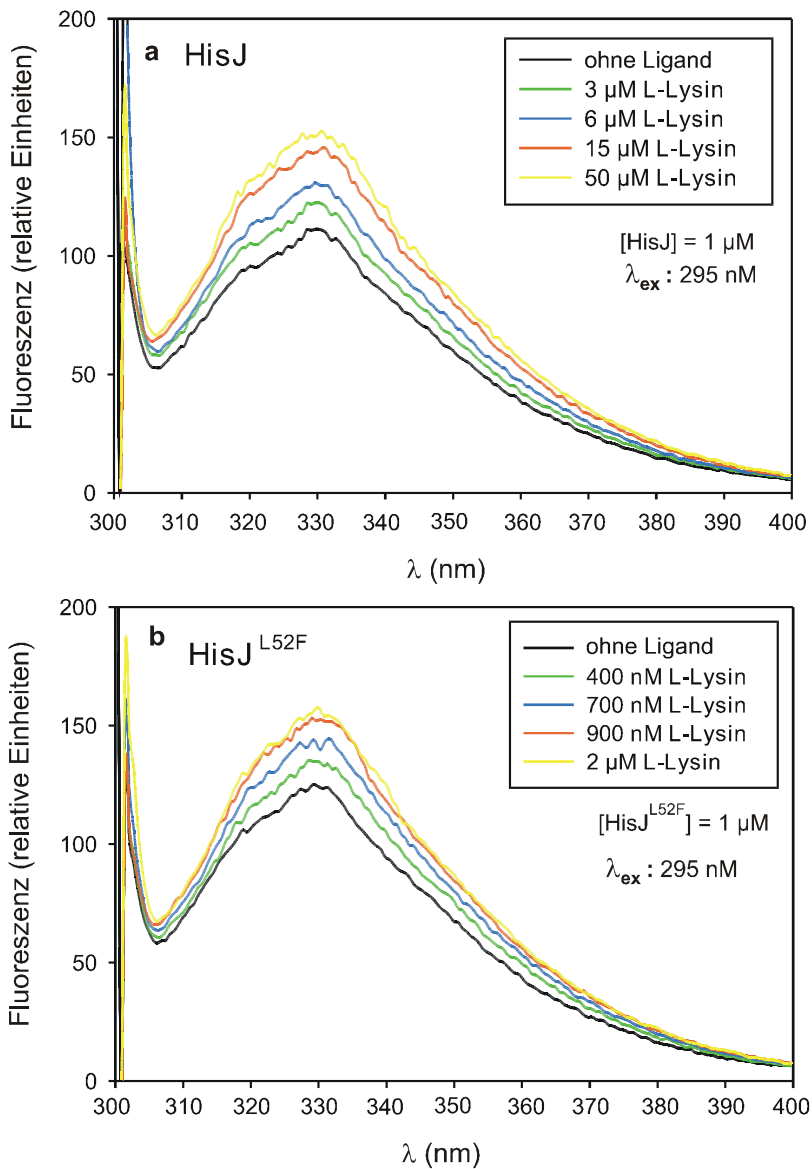 a HisJ
ohne Ligand
3 µM L-Lysin
6 µM L-Lysin
15 µM L-Lysin
50 µM L-Lysin
[HisJ] = 1 µM
λex : 295 nM
Fluoreszenz (relative Einheiten)
200
150
100
50
0
300 310 320 330 340 350 360 370 380 390 400
λ (nm)
b HisJ L52F
ohne Ligand
400 nM L-Lysin
700 nM L-Lysin
900 nM L-Lysin
2 µM L-Lysin
[HisJL52F] = 1 µM
λex : 295 nM
Fluoreszenz (relative Einheiten)
200
150
100
50
0
300 310 320 330 340 350 360 370 380 390 400
λ (nm)